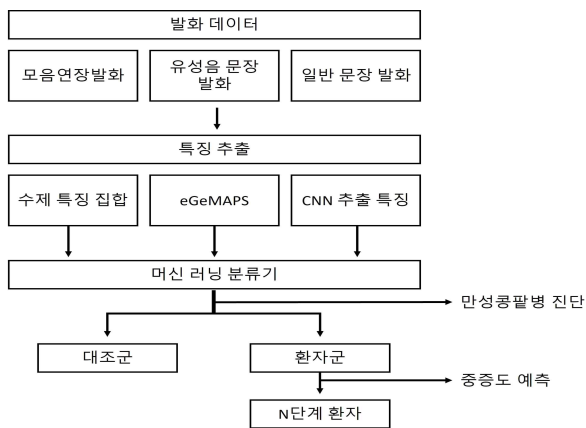 발화 데이터
모음연장발화
유성음 문장
발화
일반 문장 발화
특징 추출
수제 특징 집합
eGeMAPS
CNN 추출 특징
머신 러닝 분류기
만성콩팥병 진단
대조군
환자군
중증도 예측
N단계 환자